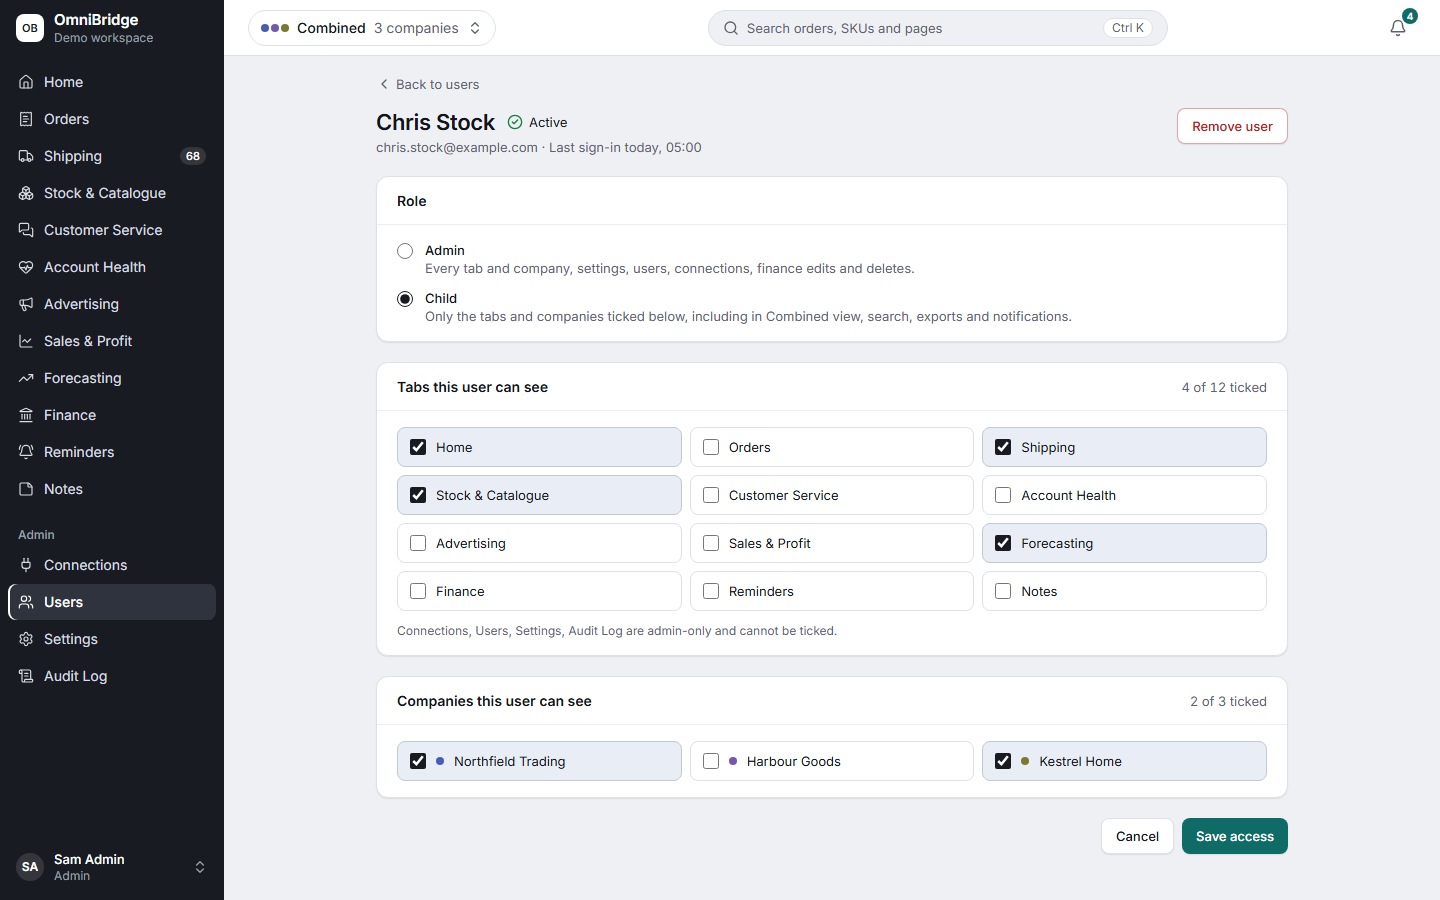 OB
OmniBridge
Demo workspace
Home
Orders
Shipping 68
Stock & Catalogue
Customer Service
Account Health
Advertising
Sales & Profit
Forecasting
Finance
Reminders
Notes
Admin
Connections
Users
Settings
Audit Log
SA
Sam Admin
Admin
Combined 3 companies
Search orders, SKUs and pages Ctrl K
4
Back to users
Chris Stock Active
chris.stock@example.com · Last sign-in today, 05:00
Remove user
Role
Admin
Every tab and company, settings, users, connections, finance edits and deletes.
Child
Only the tabs and companies ticked below, including in Combined view, search, exports and notifications.
Tabs this user can see 4 of 12 ticked
Home Orders Shipping
Stock & Catalogue Customer Service Account Health
Advertising Sales & Profit Forecasting
Finance Reminders Notes
Connections, Users, Settings, Audit Log are admin-only and cannot be ticked.
Companies this user can see 2 of 3 ticked
Northfield Trading Harbour Goods Kestrel Home
Cancel Save access